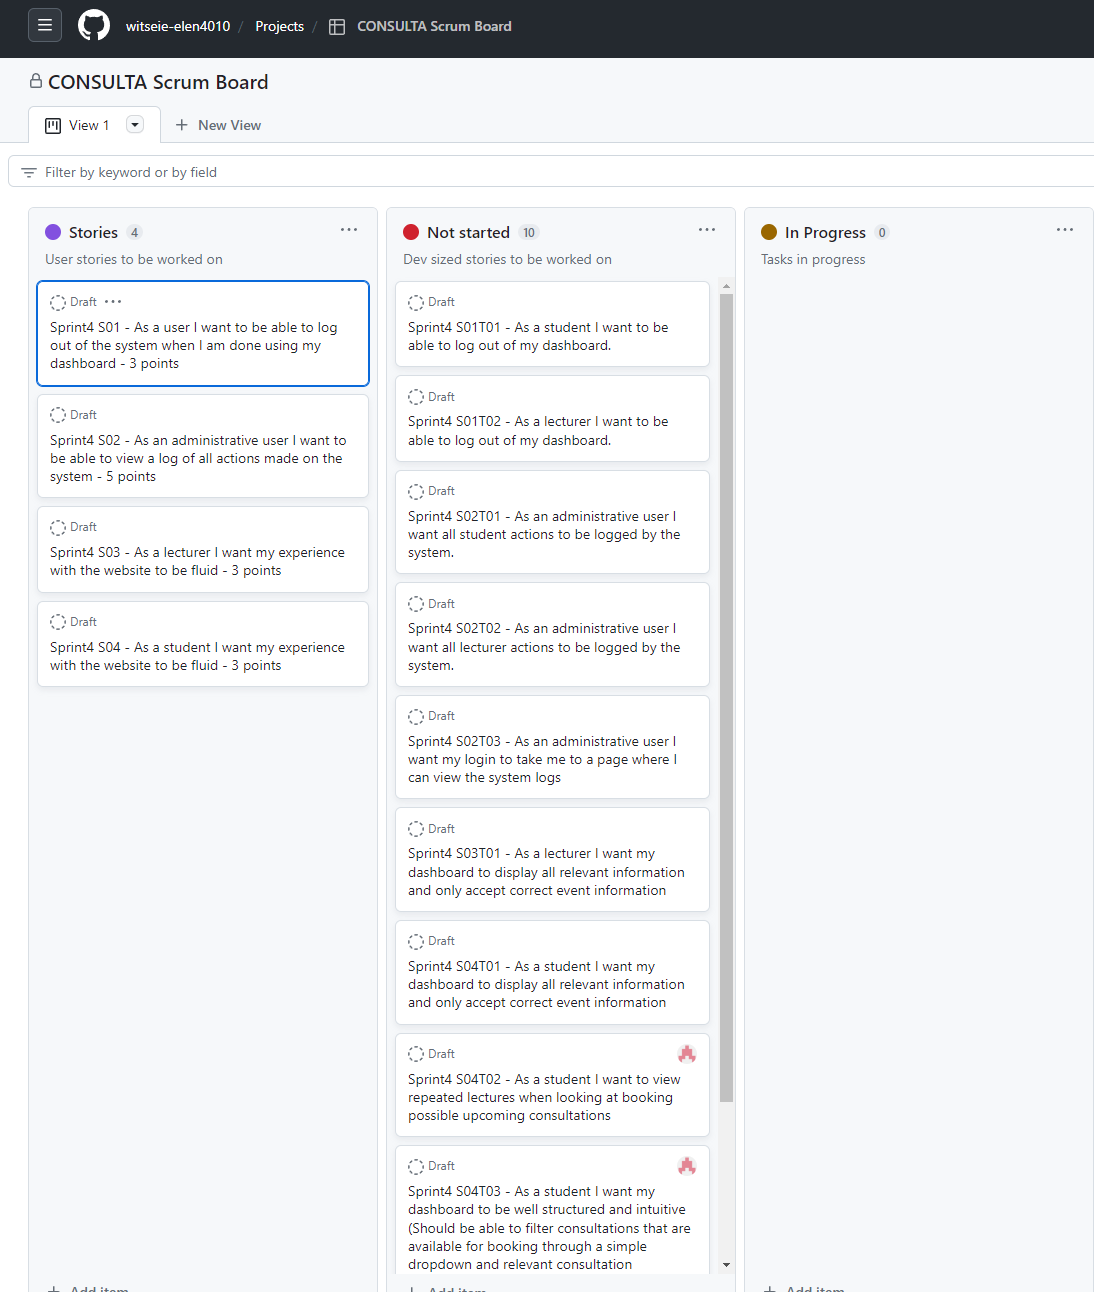 witseie-elen4010 / Projects / CONSULTA Scrum Board
CONSULTA Scrum Board
View 1
New View
Filter by keyword or by field
Stories 4
User stories to be worked on
Draft
Sprint4 S01 - As a user I want to be able to log
out of the system when I am done using my
dashboard - 3 points
Draft
Sprint4 S02 - As an administrative user I want to
be able to view a log of all actions made on the
system - 5 points
Draft
Sprint4 S03 - As a lecturer I want my experience
with the website to be fluid - 3 points
Draft
Sprint4 S04 - As a student I want my experience
with the website to be fluid - 3 points
Add item
Not started 10
Dev sized stories to be worked on
Draft
Sprint4 S01T01 - As a student I want to be
able to log out of my dashboard.
Draft
Sprint4 S01T02 - As a lecturer I want to be
able to log out of my dashboard.
Draft
Sprint4 S02T01 - As an administrative user I
want all student actions to be logged by the
system.
Draft
Sprint4 S02T02 - As an administrative user I
want all lecturer actions to be logged by the
system.
Draft
Sprint4 S02T03 - As an administrative user I
want my login to take me to a page where I
can view the system logs
Draft
Sprint4 S03T01 - As a lecturer I want my
dashboard to display all relevant information
and only accept correct event information
Draft
Sprint4 S04T01 - As a student I want my
dashboard to display all relevant information
and only accept correct event information
Draft
Sprint4 S04T02 - As a student I want to view
repeated lectures when looking at booking
possible upcoming consultations
Draft
Sprint4 S04T03 - As a student I want my
dashboard to be well structured and intuitive
(Should be able to filter consultations that are
available for booking through a simple
dropdown and relevant consultation
Add item
In Progress 0
Tasks in progress
Add item